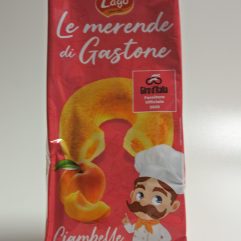 Lago
Le merende
di Gastone
Giro d'Italia
Ciambelle